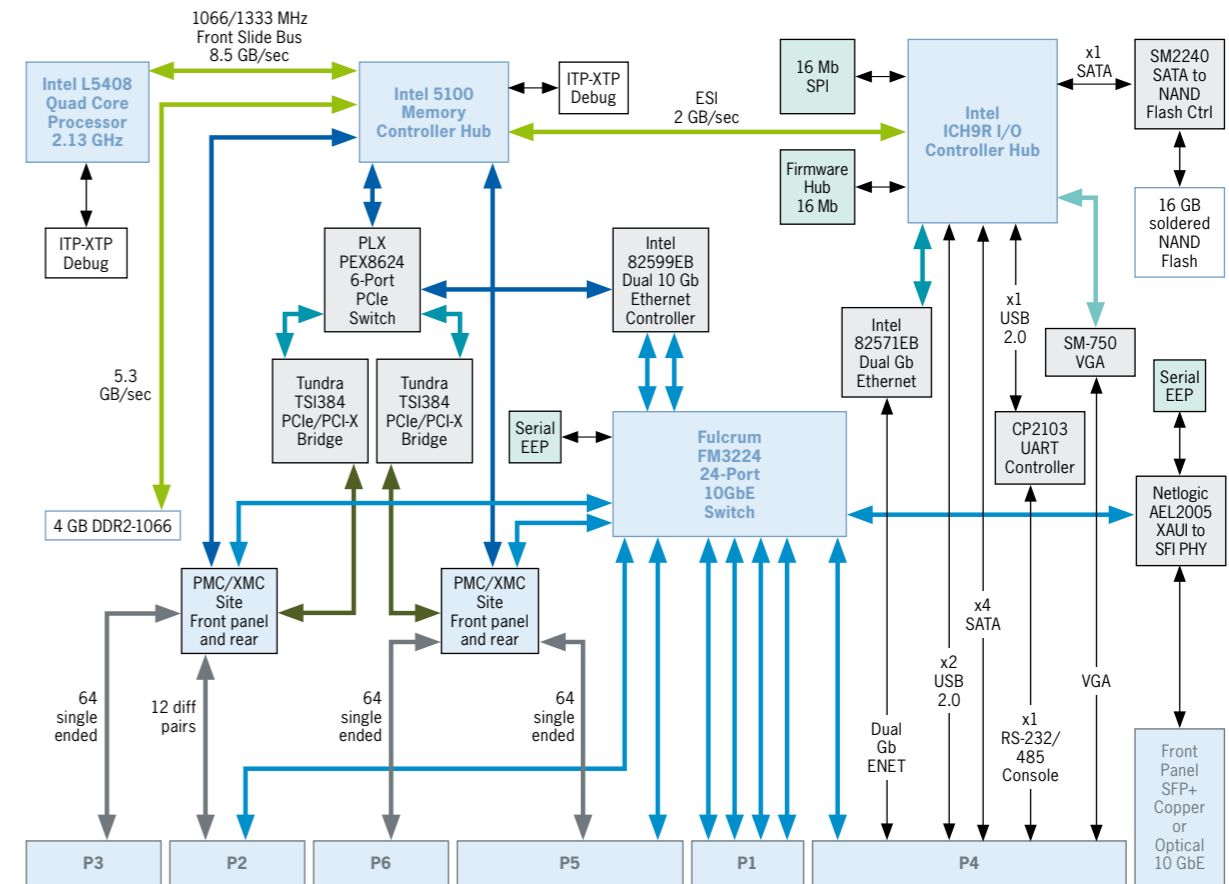 1066/1333 MHz
Front Slide Bus
8.5 GB/sec
Intel L5408
Quad Core
Processor
2.13 GHz
Intel 5100
Memory
Controller Hub
ITP-XTP
Debug
ESI
2 GB/sec
16 Mb
SPI
Intel
ICH9R I/O
Controller Hub
x1
SATA
SM2240
SATA to
NAND
Flash Ctrl
Firmware
Hub
16 Mb
16 GB
soldered
NAND
Flash
ITP-XTP
Debug
PLX
PEX8624
6-Port
PCIe
Switch
Intel
82599EB
Dual 10 Gb
Ethernet
Controller
Intel
82571EB
Dual Gb
Ethernet
x1
USB
2.0
SM-750
VGA
5.3
GB/sec
Tundra
TSI384
PCIe/PCI-X
Bridge
Tundra
TSI384
PCIe/PCI-X
Bridge
Serial
EEP
Fulcrum
FM3224
24-Port
10GbE
Switch
CP2103
UART
Controller
Serial
EEP
4 GB DDR2-1066
Netlogic
AEL2005
XAUI to
SFI PHY
PMC/XMC
Site
Front panel
and rear
PMC/XMC
Site
Front panel
and rear
64
single
ended
12 diff
pairs
64
single
ended
64
single
ended
Dual
Gb
ENET
x2
USB
2.0
x4
SATA
x1
RS-232/
485
Console
VGA
Front
Panel
SFP+
Copper
or
Optical
10 GbE
P3
P2
P6
P5
P1
P4